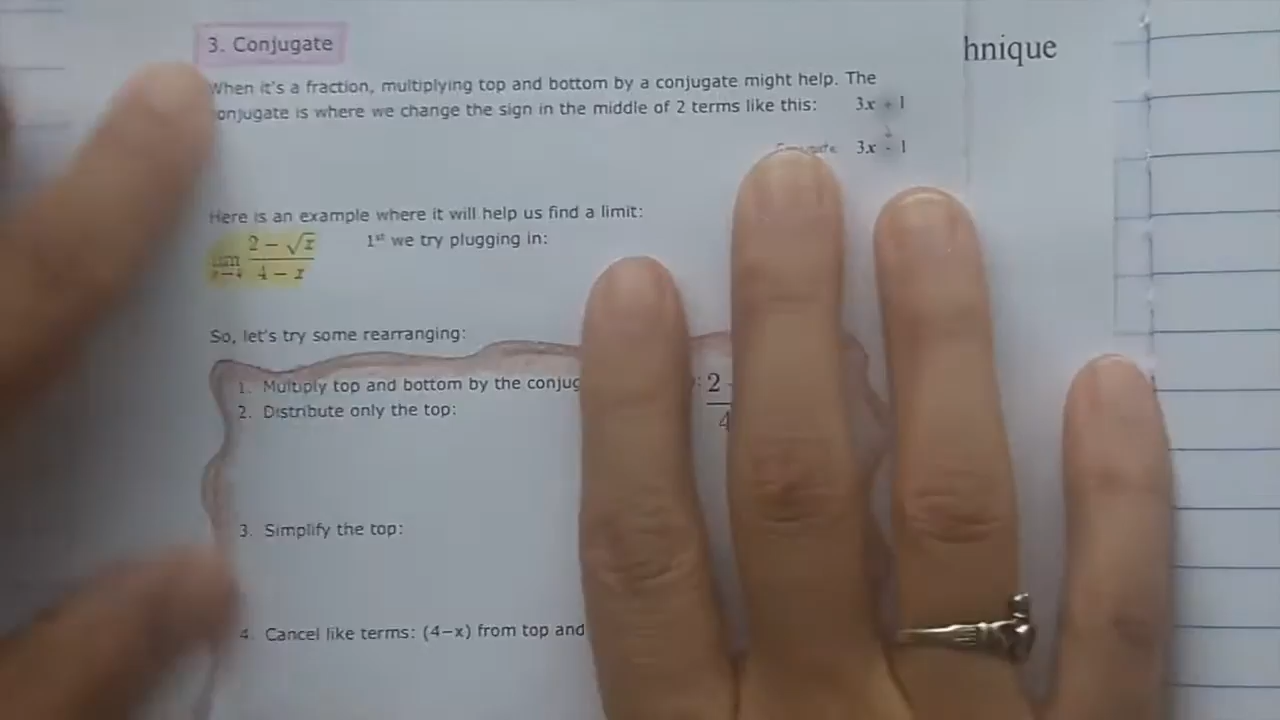 3. Conjugate
hnique
When it's a fraction, multiplying top and bottom by a conjugate might help. The
onjugate is where we change the sign in the middle of 2 terms like this: 3x + 1
3x - 1
Here is an example where it will help us find a limit:
lim x→4 (2 − √x)/(4 − x) 1st we try plugging in:
So, let's try some rearranging:
1. Multiply top and bottom by the conjug : 2
4
2. Distribute only the top:
3. Simplify the top:
4. Cancel like terms: (4−x) from top and